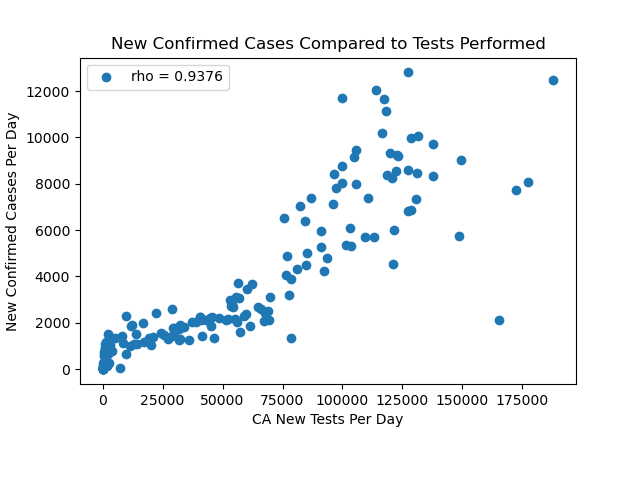 New Confirmed Cases Compared to Tests Performed
rho = 0.9376
New Confirmed Caeses Per Day
12000
10000
8000
6000
4000
2000
0
0 25000 50000 75000 100000 125000 150000 175000
CA New Tests Per Day